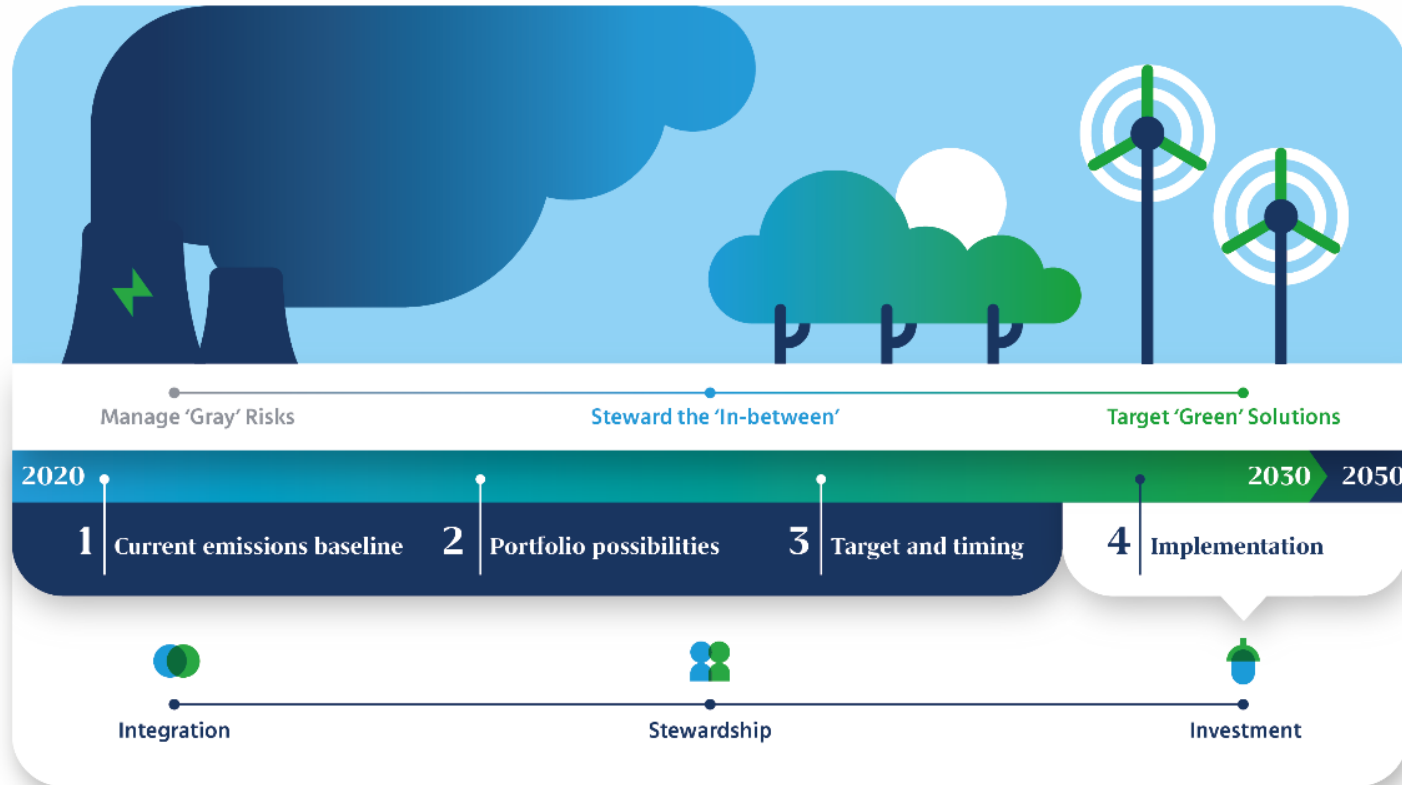 Manage ‘Gray’ Risks
Steward the ‘In-between’
Target ‘Green’ Solutions
2020
2030
2050
1 Current emissions baseline
2 Portfolio possibilities
3 Target and timing
4 Implementation
Integration
Stewardship
Investment